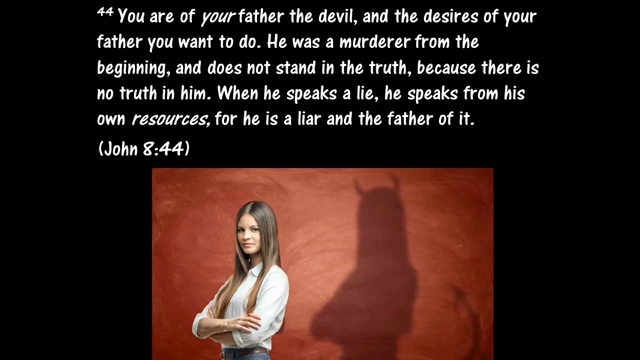 44 You are of your father the devil, and the desires of your
father you want to do. He was a murderer from the
beginning, and does not stand in the truth, because there is
no truth in him. When he speaks a lie, he speaks from his
own resources, for he is a liar and the father of it.
(John 8:44)